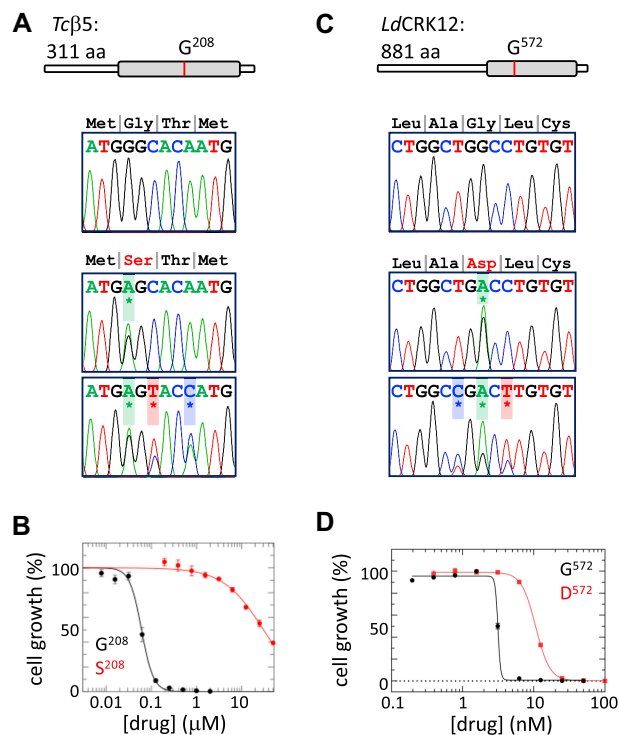 A
Tcβ5:
311 aa
G²⁰⁸
Met|Gly|Thr|Met
ATGGGCACAATG
Met|Ser|Thr|Met
ATGAGCACAATG
*
ATGAGTACCATG
* * *
B
cell growth (%)
100
50
0
G²⁰⁸
S²⁰⁸
0.01 0.1 1 10
[drug] (μM)
C
LdCRK12:
881 aa
G⁵⁷²
Leu|Ala|Gly|Leu|Cys
CTGGCTGGCCTGTGT
Leu|Ala|Asp|Leu|Cys
CTGGCTGACCTGTGT
*
CTGGCCGACTTGTGT
* * *
D
cell growth (%)
100
50
0
G⁵⁷²
D⁵⁷²
0.1 1 10 100
[drug] (nM)